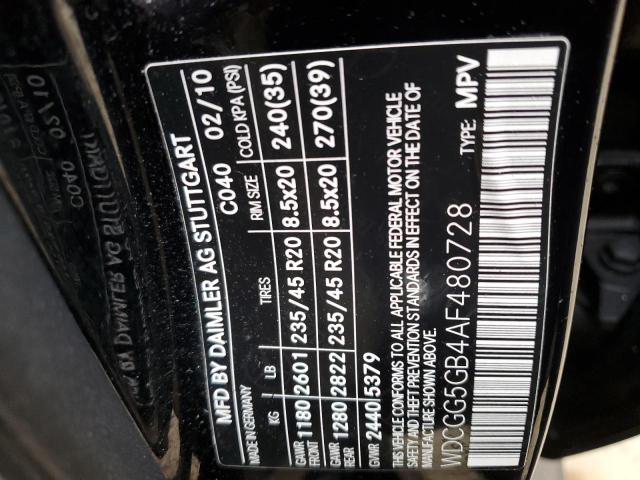 MFD BY DAIMLER AG STUTTGART
MADE IN GERMANY C040 02/10
KG LB TIRES RIM SIZE COLD KPA (PSI)
GAWR FRONT 1180 2601 235/45 R20 8.5x20 240(35)
GAWR REAR 1280 2822 235/45 R20 8.5x20 270(39)
GVWR 2440 5379
THIS VEHICLE CONFORMS TO ALL APPLICABLE FEDERAL MOTOR VEHICLE
SAFETY AND THEFT PREVENTION STANDARDS IN EFFECT ON THE DATE OF
MANUFACTURE.
WDCGG5GB4AF480728 TYPE: MPV